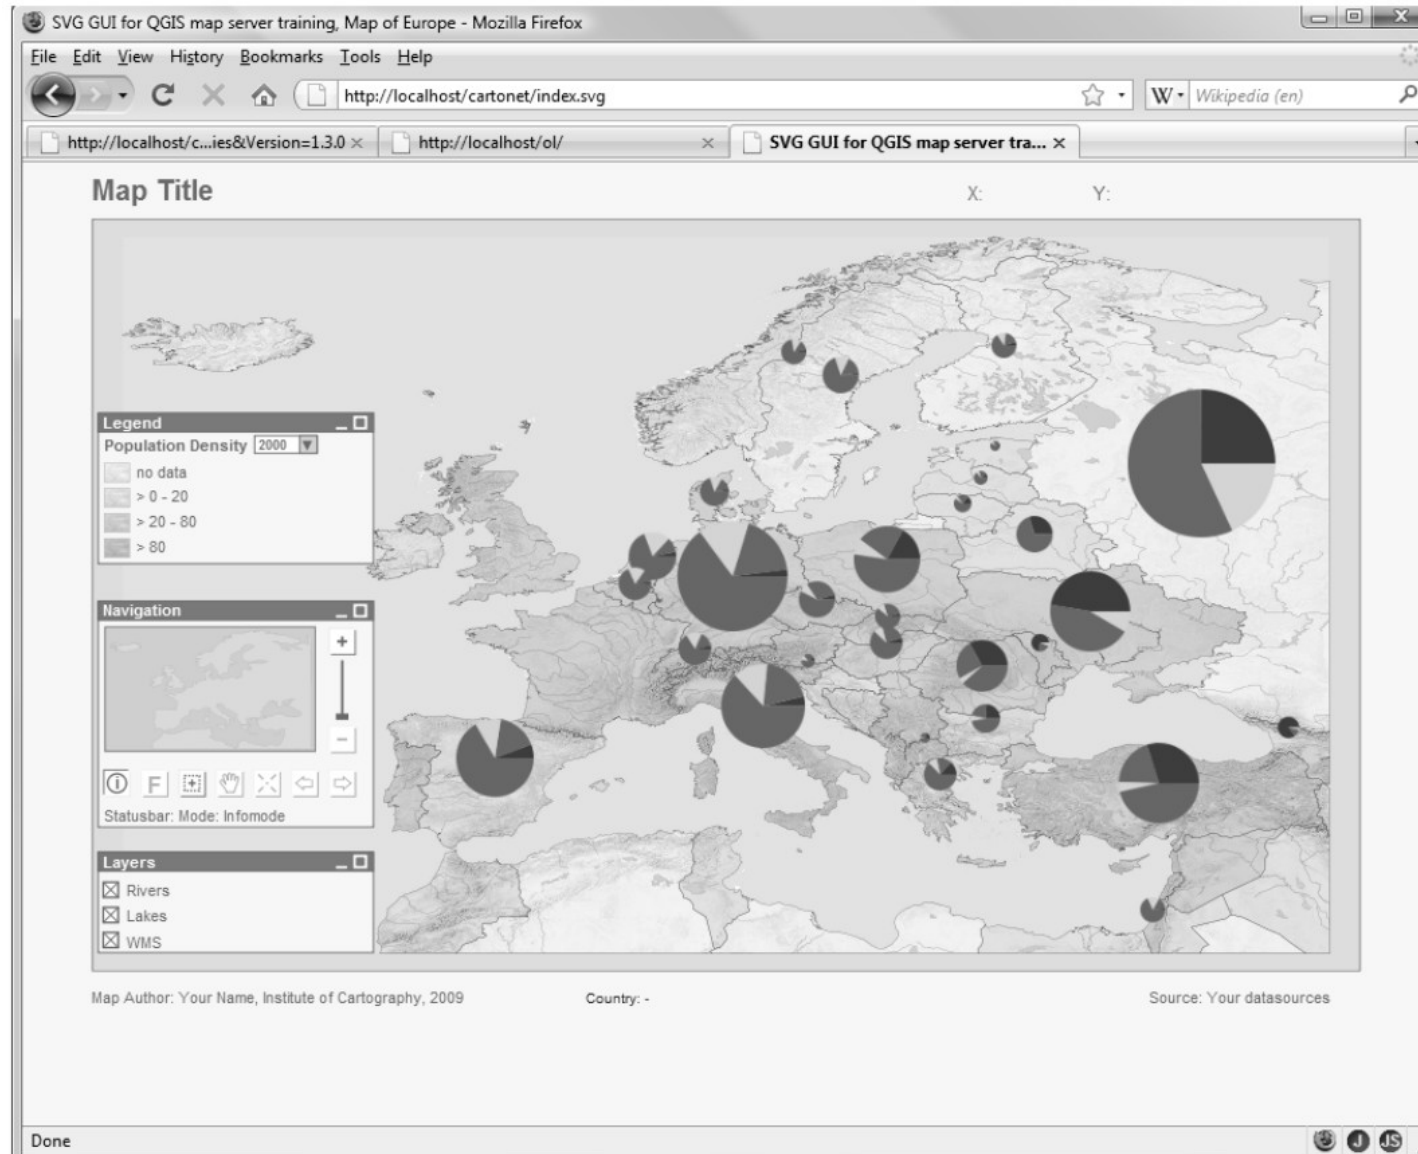 SVG GUI for QGIS map server training, Map of Europe - Mozilla Firefox
File Edit View History Bookmarks Tools Help
http://localhost/cartonet/index.svg
W Wikipedia (en)
http://localhost/c...ies&Version=1.3.0
http://localhost/ol/
SVG GUI for QGIS map server tra...
Map Title
X: Y:
Legend
Population Density 2000
no data
> 0 - 20
> 20 - 80
> 80
Navigation
+
-
i F
Statusbar: Mode: Infomode
Layers
Rivers
Lakes
WMS
Map Author: Your Name, Institute of Cartography, 2009
Country: -
Source: Your datasources
Done
J JS